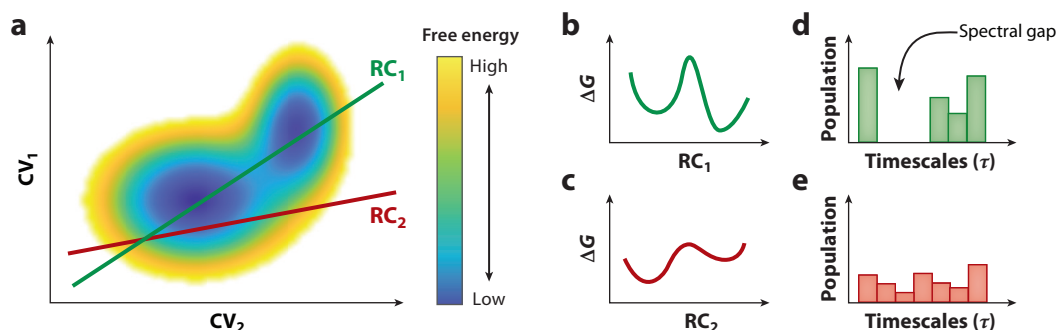 a
CV₁
CV₂
RC₁
RC₂
Free energy
High
Low
b
ΔG
RC₁
c
ΔG
RC₂
d
Spectral gap
Population
Timescales (τ)
e
Population
Timescales (τ)